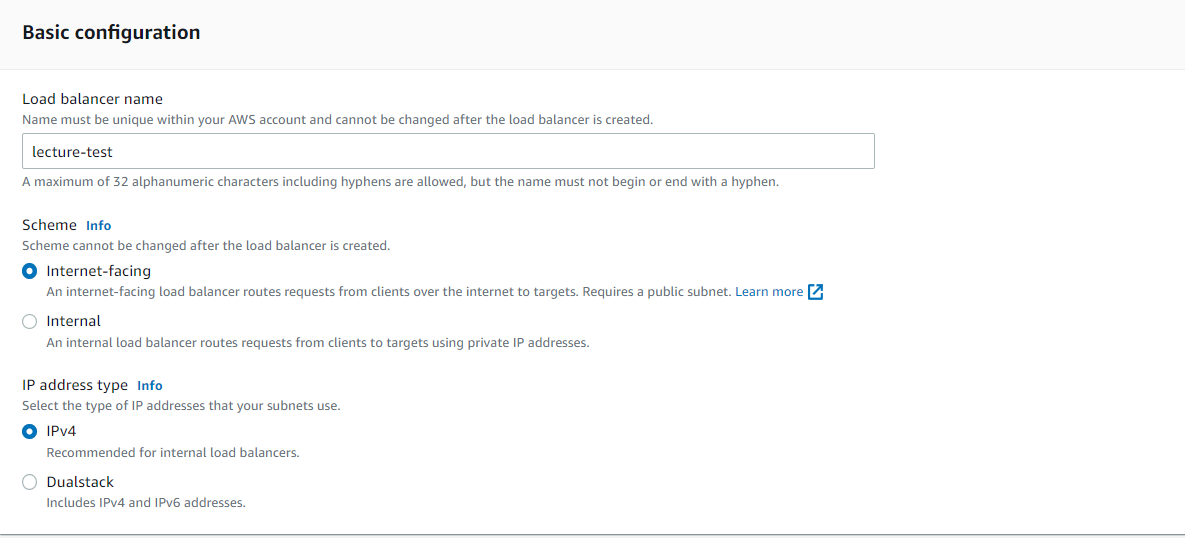 Basic configuration
Load balancer name
Name must be unique within your AWS account and cannot be changed after the load balancer is created.
lecture-test
A maximum of 32 alphanumeric characters including hyphens are allowed, but the name must not begin or end with a hyphen.
Scheme Info
Scheme cannot be changed after the load balancer is created.
Internet-facing
An internet-facing load balancer routes requests from clients over the internet to targets. Requires a public subnet. Learn more
Internal
An internal load balancer routes requests from clients to targets using private IP addresses.
IP address type Info
Select the type of IP addresses that your subnets use.
IPv4
Recommended for internal load balancers.
Dualstack
Includes IPv4 and IPv6 addresses.